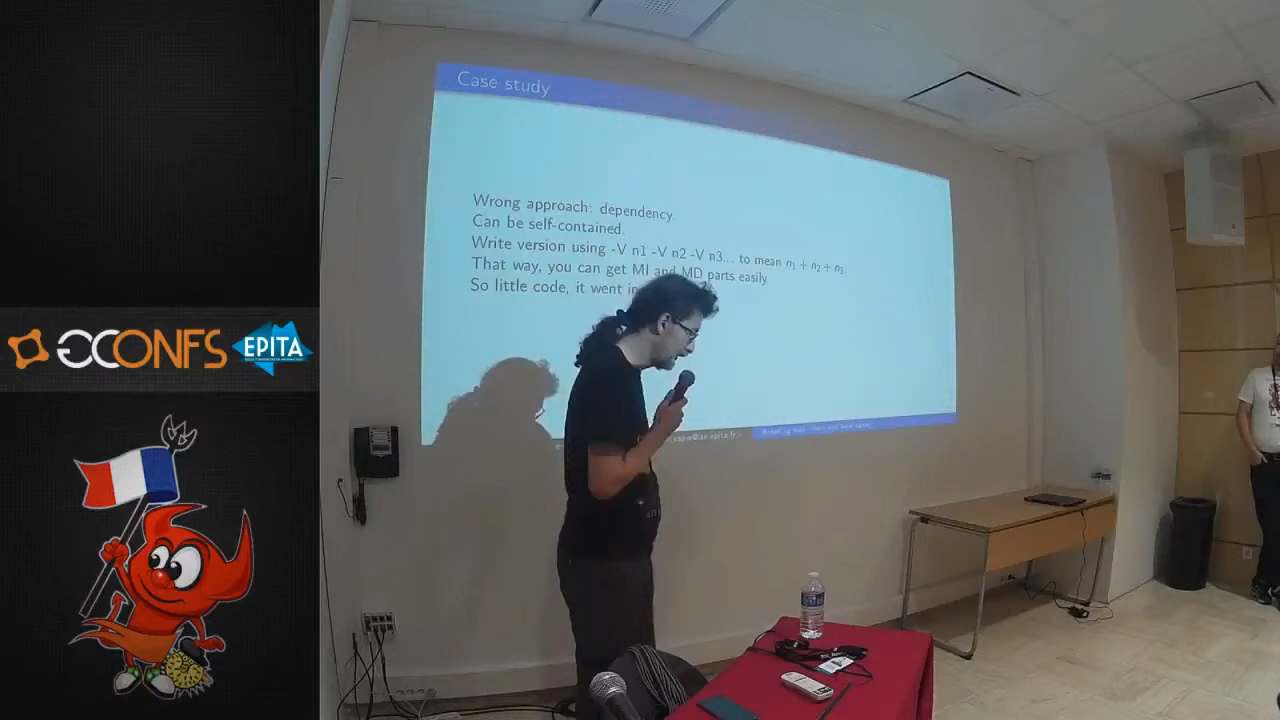 Case study
Wrong approach: dependency.
Can be self-contained.
Write version using -V n1 -V n2 -V n3... to mean n₁ + n₂ + n₃.
That way, you can get MI and MD parts easily.
So little code, it went in
GCONFS
EPITA